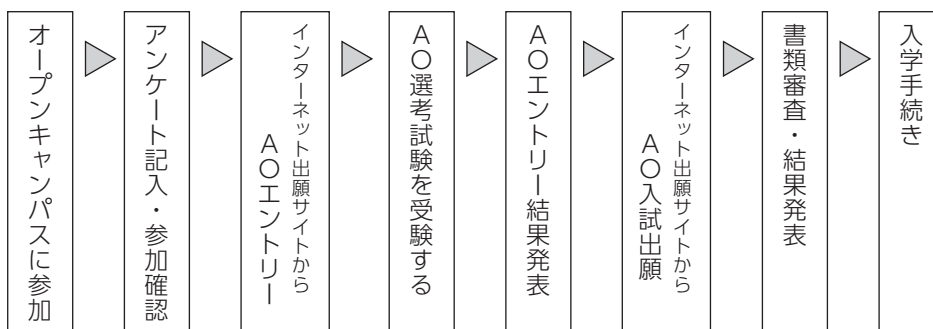 オープンキャンパスに参加
アンケート記入・参加確認
インターネット出願サイトから
AOエントリー
AO選考試験を受験する
AOエントリー結果発表
インターネット出願サイトから
AO入試出願
書類審査・結果発表
入学手続き